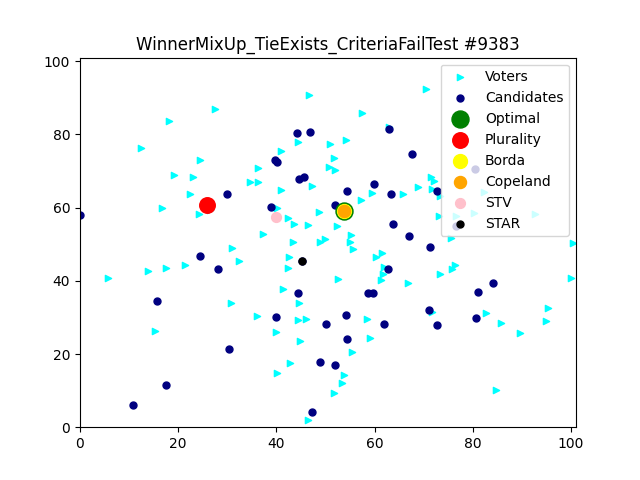 WinnerMixUp_TieExists_CriteriaFailTest #9383
100
80
60
40
20
0
0
20
40
60
80
100
Voters
Candidates
Optimal
Plurality
Borda
Copeland
STV
STAR